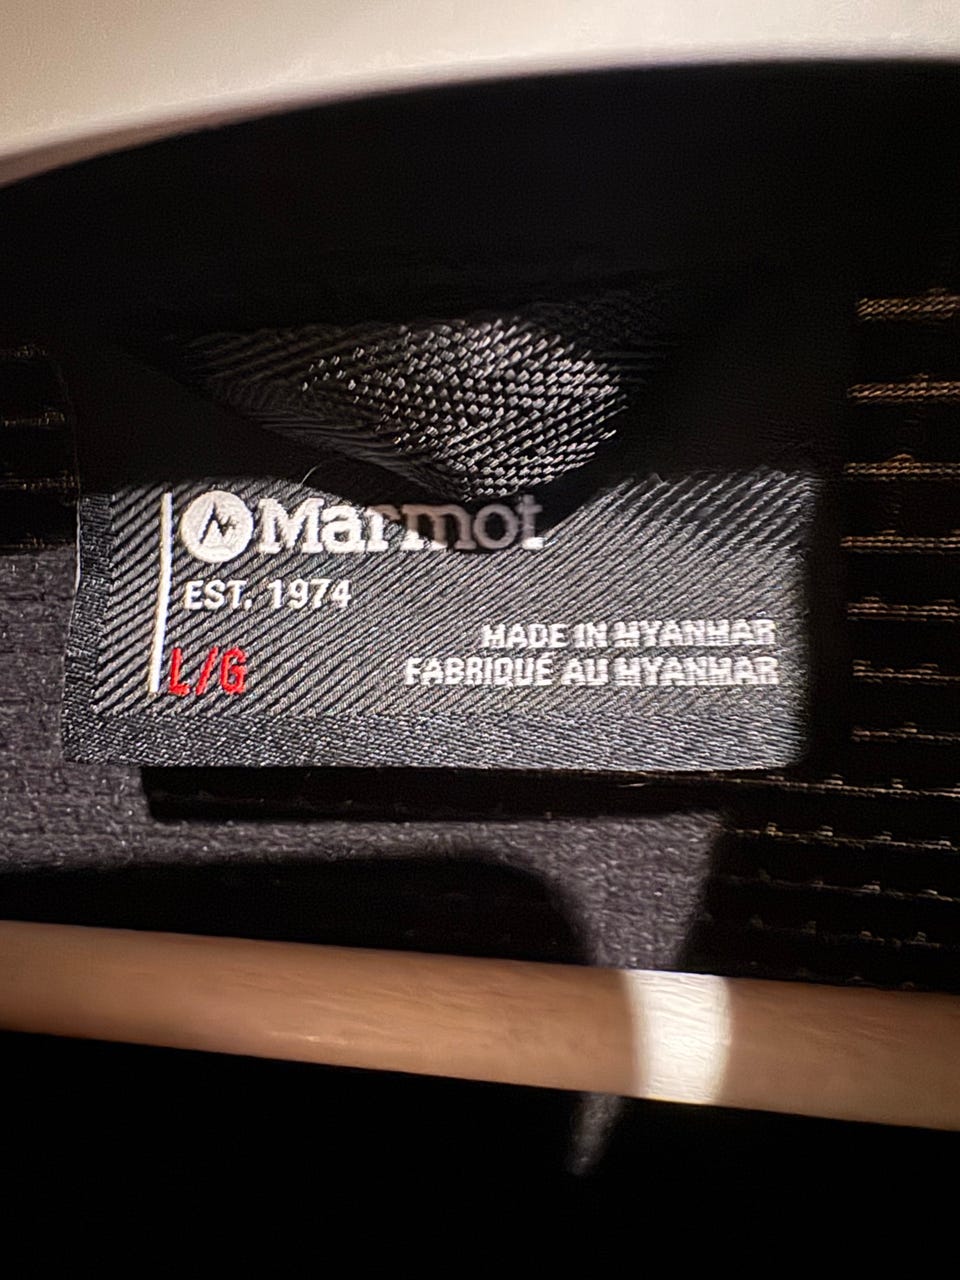 Marmot
EST. 1974
L/G
MADE IN MYANMAR
FABRIQUÉ AU MYANMAR